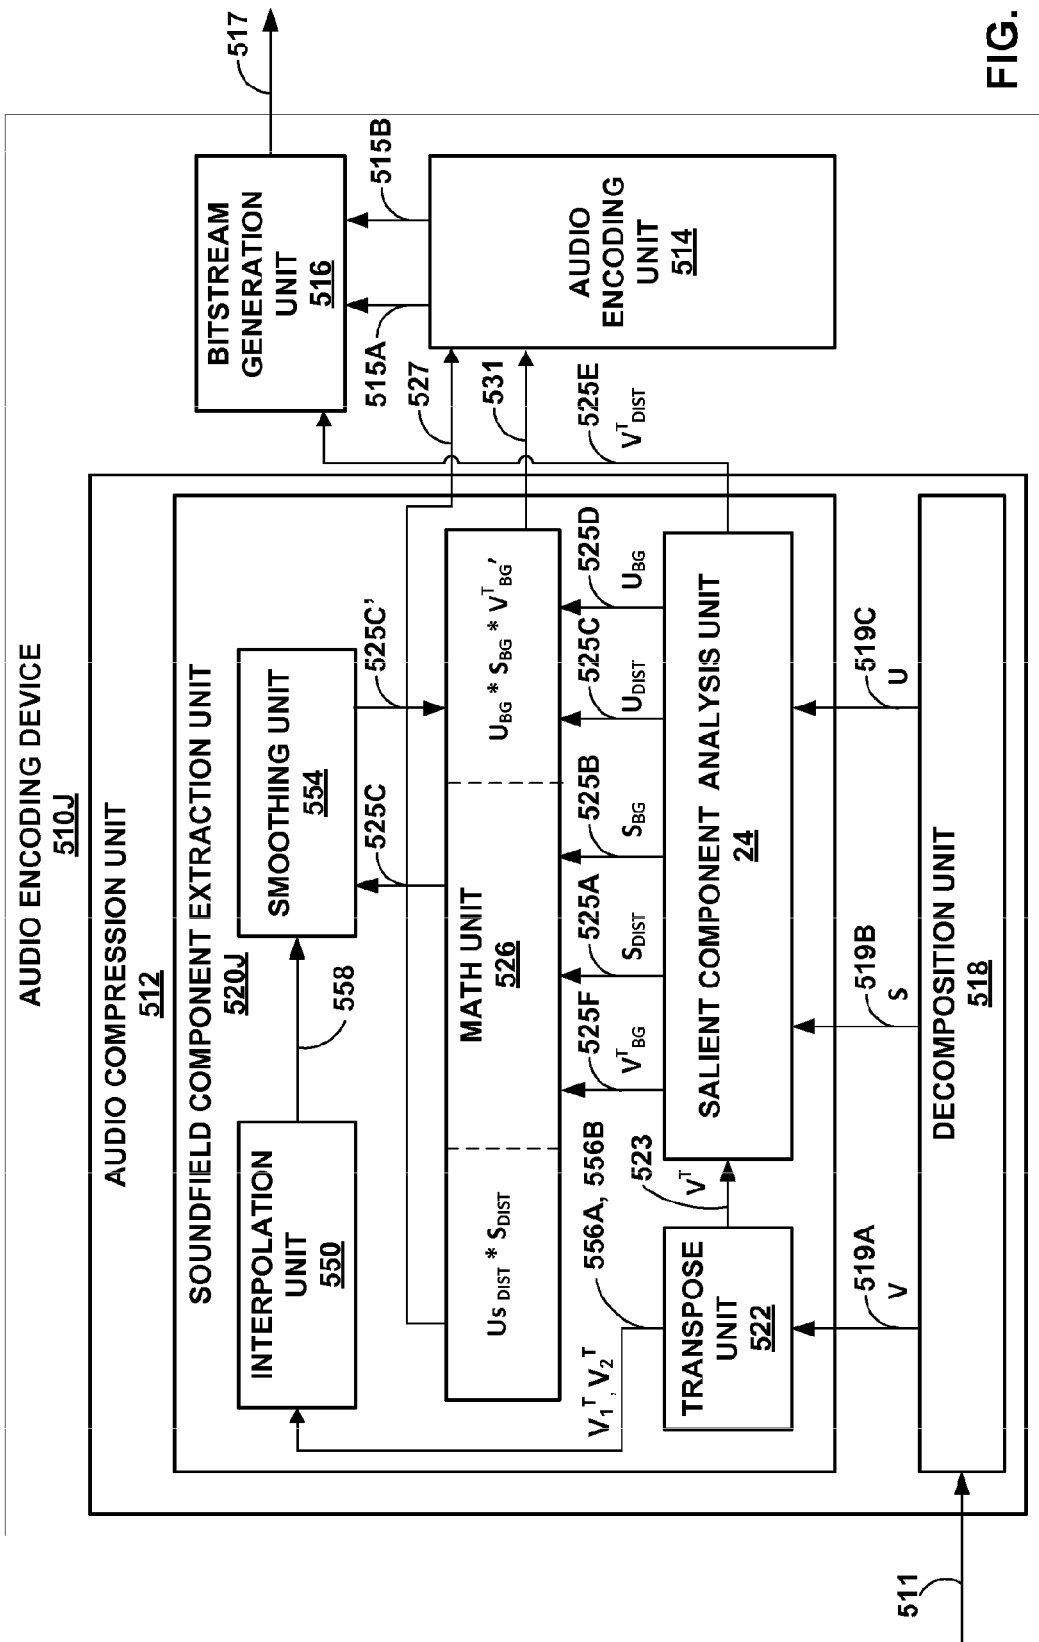 AUDIO ENCODING DEVICE
510J
AUDIO COMPRESSION UNIT
512
SOUNDFIELD COMPONENT EXTRACTION UNIT
520J
INTERPOLATION
UNIT
550
558
SMOOTHING UNIT
554
525C
525C’
Us DIST * SDIST
MATH UNIT
526
UBG * SBG * VTBG’
V1T, V2T
556A, 556B
525F
VTBG
525A
SDIST
525B
SBG
525C
UDIST
525D
UBG
525E
VTDIST
TRANSPOSE
UNIT
522
523
VT
SALIENT COMPONENT ANALYSIS UNIT
24
519A
V
519B
S
519C
U
DECOMPOSITION UNIT
518
511
BITSTREAM
GENERATION
UNIT
516
517
515A
515B
527
531
AUDIO
ENCODING
UNIT
514
FIG.